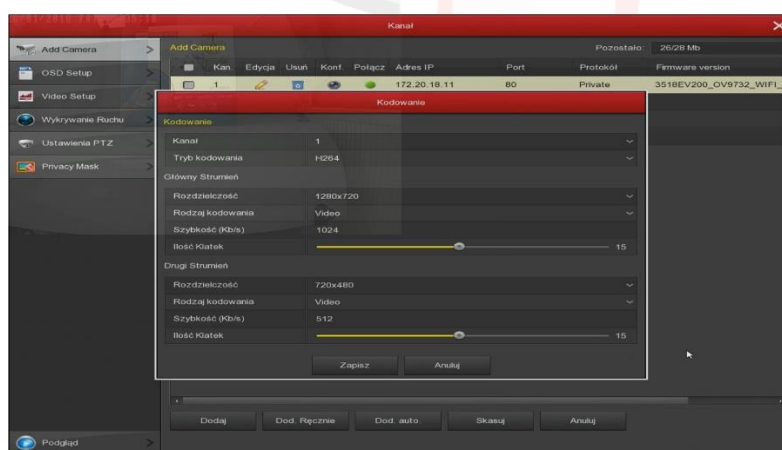 Kanał
Add Camera
OSD Setup
Video Setup
Wykrywanie Ruchu
Ustawienia PTZ
Privacy Mask
Podgląd
Add Camera Pozostało: 26/28 Mb
Kan. Edycja Usuń Konf. Połącz Adres IP Port Protokół Firmware version
1 172.20.18.11 80 Private 3518EV200_OV9732_WIFI_
Kodowanie
Kodowanie
Kanał 1
Tryb kodowania H264
Główny Strumień
Rozdzielczość 1280x720
Rodzaj kodowania Video
Szybkość (Kb/s) 1024
Ilość Klatek 15
Drugi Strumień
Rozdzielczość 720x480
Rodzaj kodowania Video
Szybkość (Kb/s) 512
Ilość Klatek 15
Zapisz Anuluj
Dodaj Dod. Ręcznie Dod. auto. Skasuj Anuluj